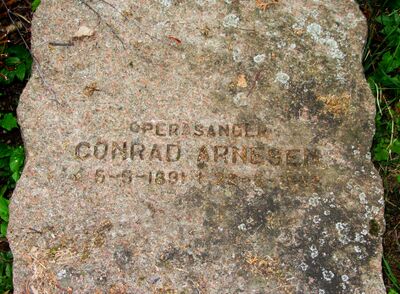 OPERASANGER
CONRAD ARNESEN
5-5-1891